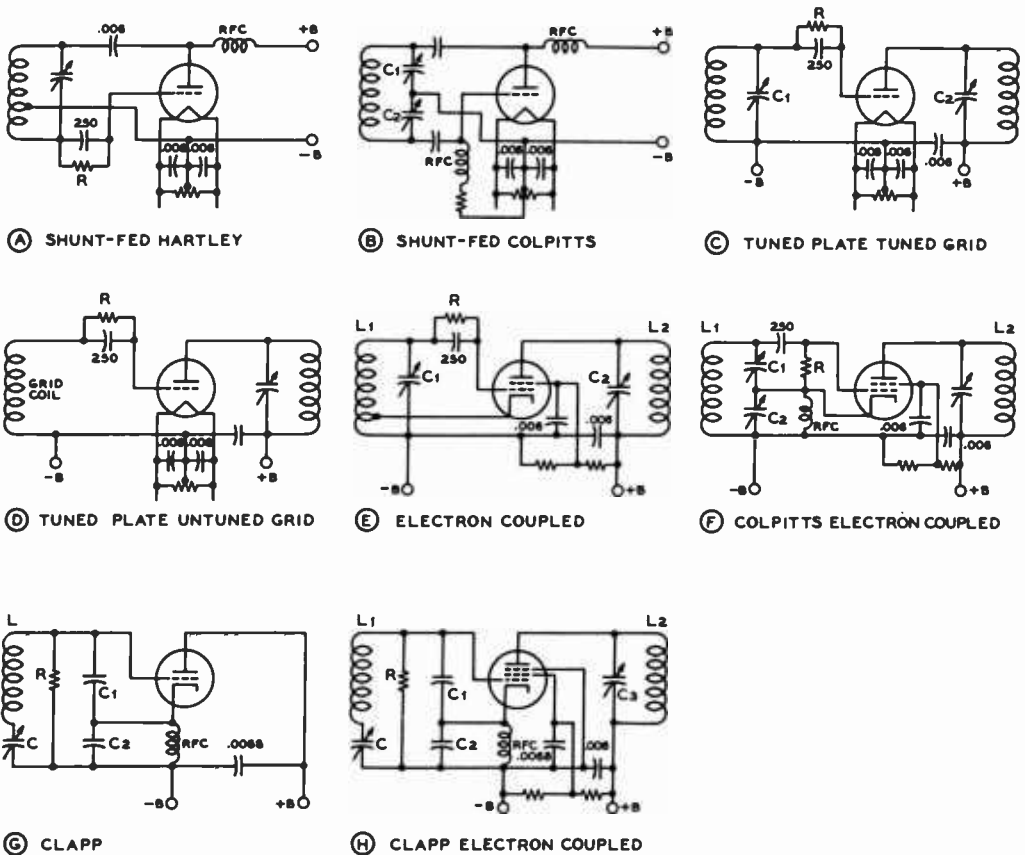 .006
RFC
+B
250
R
.006 .006
-B
A SHUNT-FED HARTLEY
RFC
+B
C1
C2
RFC
.006 .006
-B
B SHUNT-FED COLPITTS
R
250
C1
C2
.006 .006
.006
-B
+B
C TUNED PLATE TUNED GRID
R
250
GRID
COIL
.006 .006
-B
+B
D TUNED PLATE UNTUNED GRID
R
L1
L2
250
C1
C2
.006
.006
-B
+B
E ELECTRON COUPLED
L1
250
L2
C1
R
C2
RFC
.006
.006
-B
+B
F COLPITTS ELECTRON COUPLED
L
R
C1
C
C2
RFC
.0068
-B
+B
G CLAPP
L1
L2
R
C1
C3
C
C2
RFC
.0068
.006
-B
+B
H CLAPP ELECTRON COUPLED